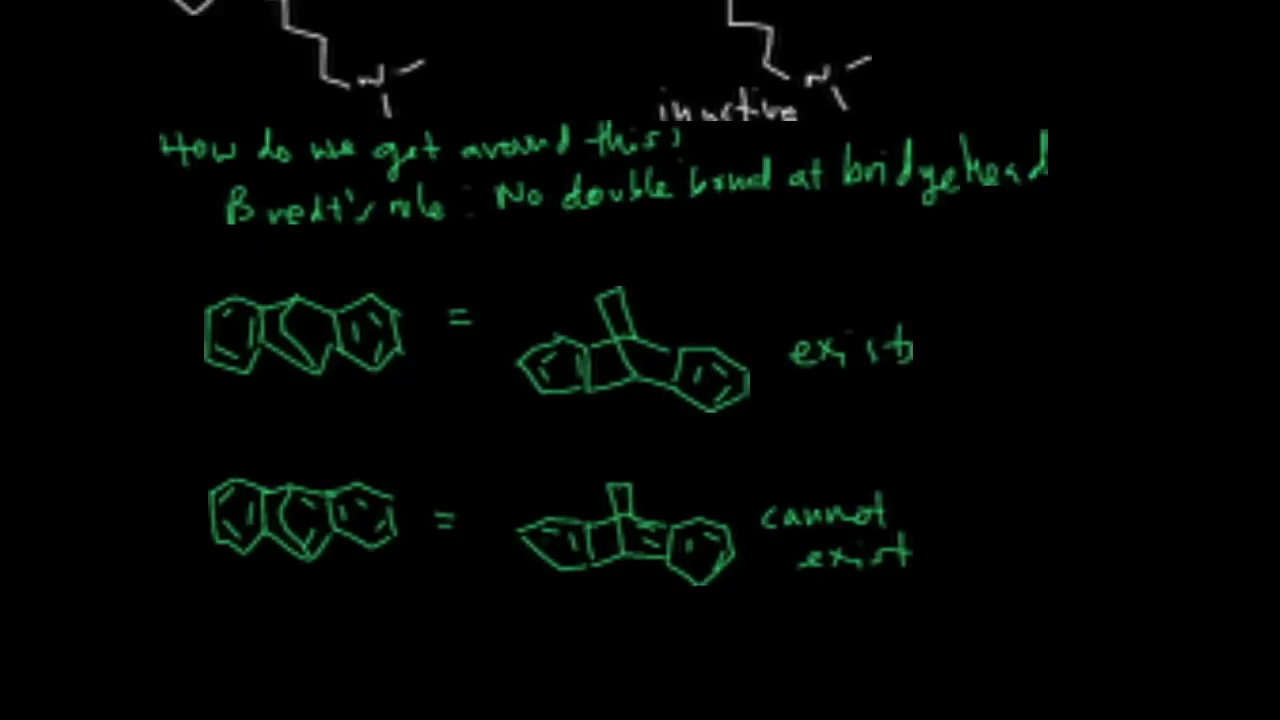 N
N
inactive
How do we get around this?
Bredt's rule : No double bond at bridgehead
= exists
= cannot
exist